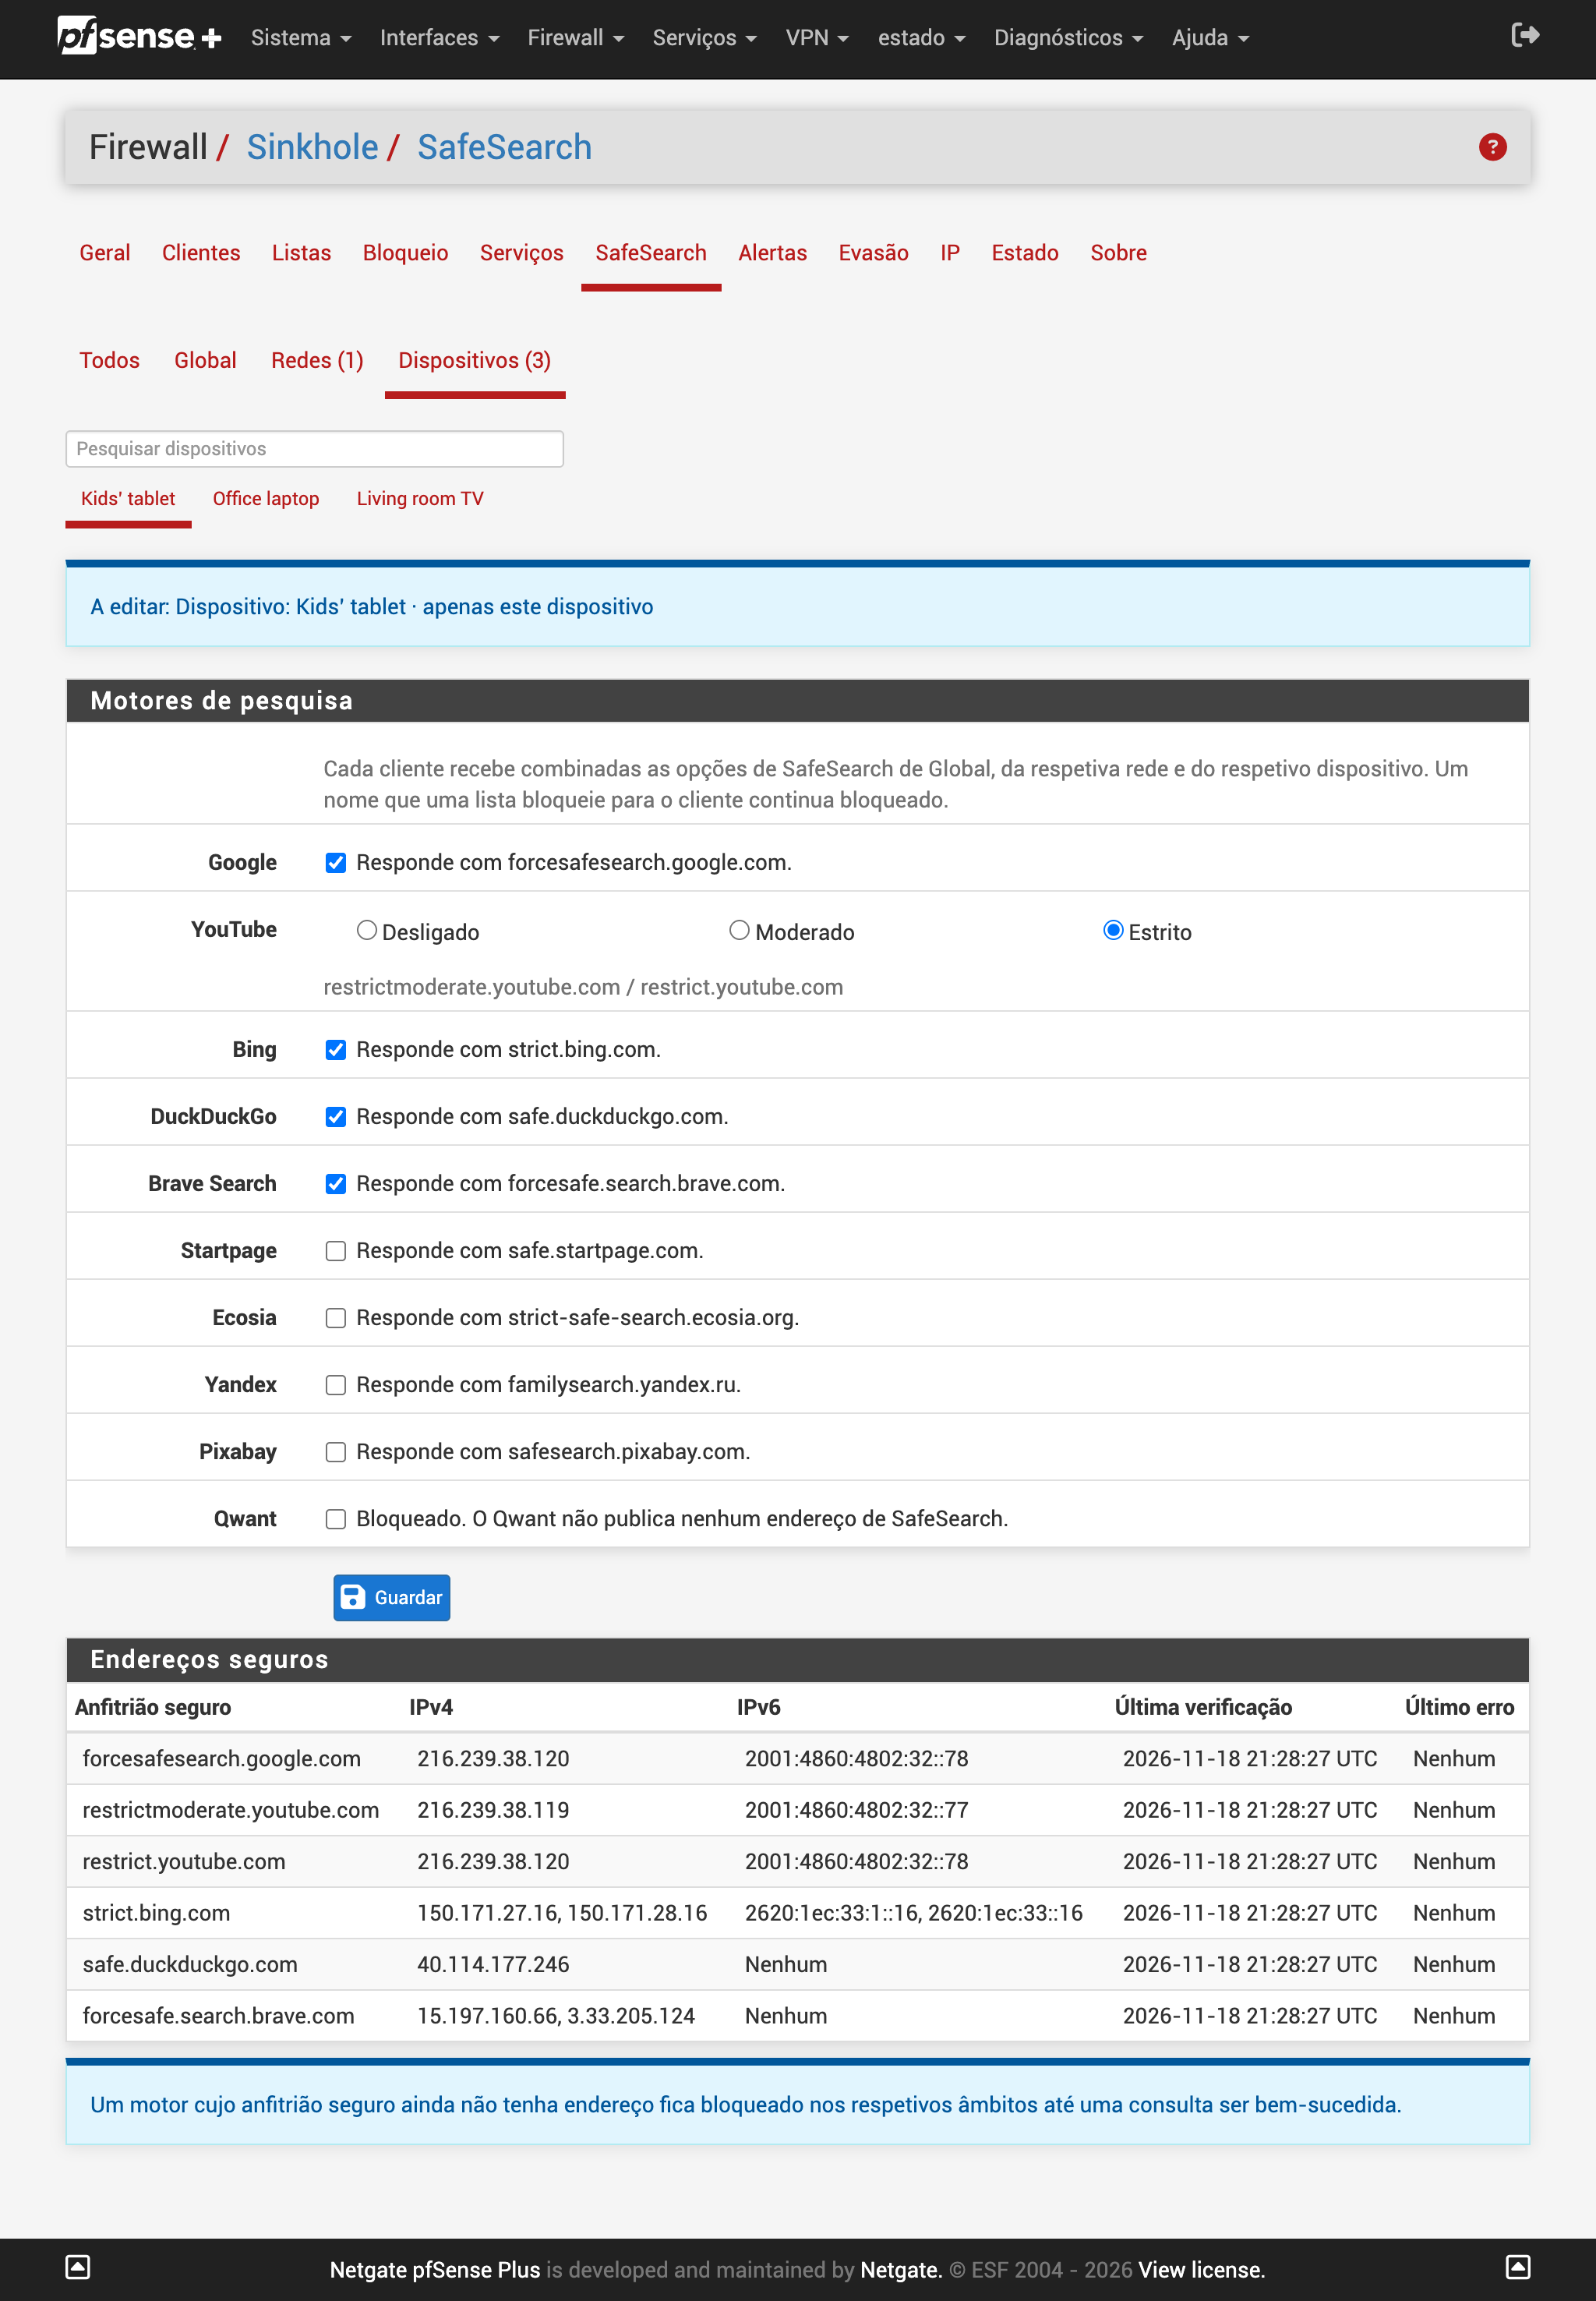 pfsense +
Sistema Interfaces Firewall Serviços VPN estado Diagnósticos Ajuda
Firewall / Sinkhole / SafeSearch
?
Geral Clientes Listas Bloqueio Serviços SafeSearch Alertas Evasão IP Estado Sobre
Todos Global Redes (1) Dispositivos (3)
Pesquisar dispositivos
Kids' tablet Office laptop Living room TV
A editar: Dispositivo: Kids' tablet · apenas este dispositivo
Motores de pesquisa
Cada cliente recebe combinadas as opções de SafeSearch de Global, da respetiva rede e do respetivo dispositivo. Um
nome que uma lista bloqueie para o cliente continua bloqueado.
Google Responde com forcesafesearch.google.com.
YouTube Desligado Moderado Estrito
restrictmoderate.youtube.com / restrict.youtube.com
Bing Responde com strict.bing.com.
DuckDuckGo Responde com safe.duckduckgo.com.
Brave Search Responde com forcesafe.search.brave.com.
Startpage Responde com safe.startpage.com.
Ecosia Responde com strict-safe-search.ecosia.org.
Yandex Responde com familysearch.yandex.ru.
Pixabay Responde com safesearch.pixabay.com.
Qwant Bloqueado. O Qwant não publica nenhum endereço de SafeSearch.
Guardar
Endereços seguros
Anfitrião seguro IPv4 IPv6 Última verificação Último erro
forcesafesearch.google.com 216.239.38.120 2001:4860:4802:32::78 2026-11-18 21:28:27 UTC Nenhum
restrictmoderate.youtube.com 216.239.38.119 2001:4860:4802:32::77 2026-11-18 21:28:27 UTC Nenhum
restrict.youtube.com 216.239.38.120 2001:4860:4802:32::78 2026-11-18 21:28:27 UTC Nenhum
strict.bing.com 150.171.27.16, 150.171.28.16 2620:1ec:33:1::16, 2620:1ec:33::16 2026-11-18 21:28:27 UTC Nenhum
safe.duckduckgo.com 40.114.177.246 Nenhum 2026-11-18 21:28:27 UTC Nenhum
forcesafe.search.brave.com 15.197.160.66, 3.33.205.124 Nenhum 2026-11-18 21:28:27 UTC Nenhum
Um motor cujo anfitrião seguro ainda não tenha endereço fica bloqueado nos respetivos âmbitos até uma consulta ser bem-sucedida.
Netgate pfSense Plus is developed and maintained by Netgate. © ESF 2004 - 2026 View license.